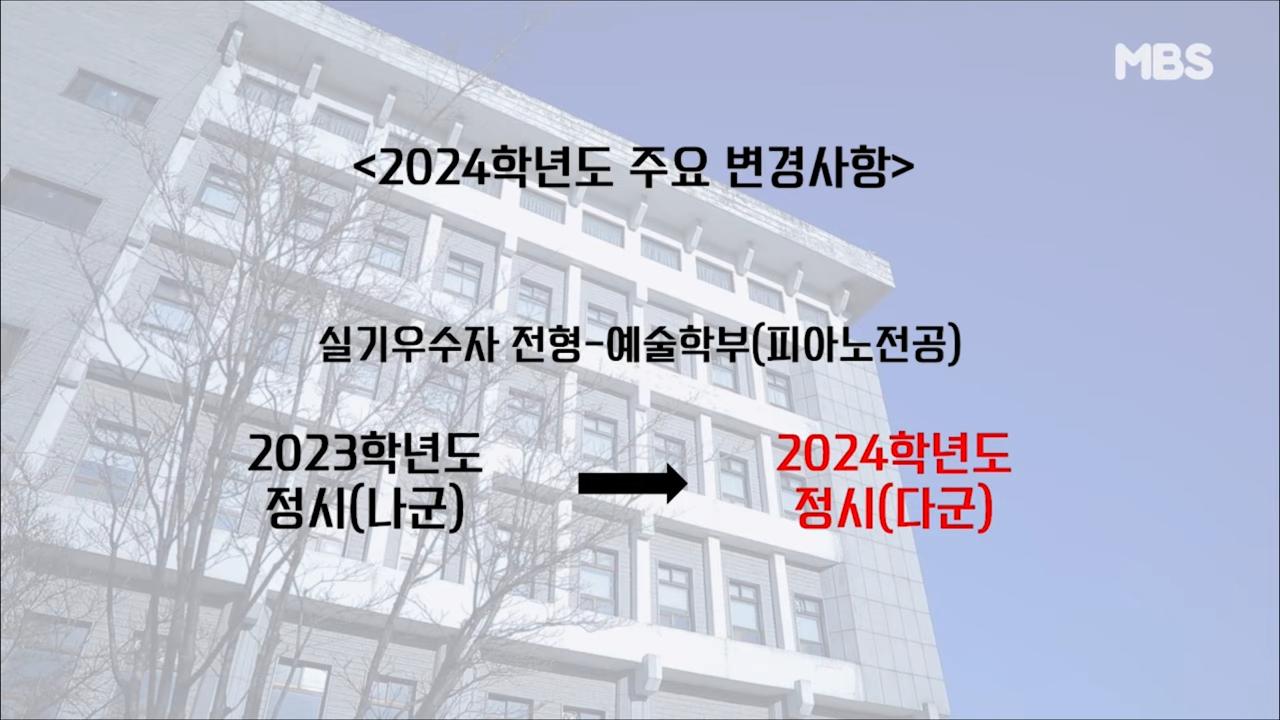 MBS
<2024학년도 주요 변경사항>
실기우수자 전형-예술학부(피아노전공)
2023학년도
정시(나군)
2024학년도
정시(다군)